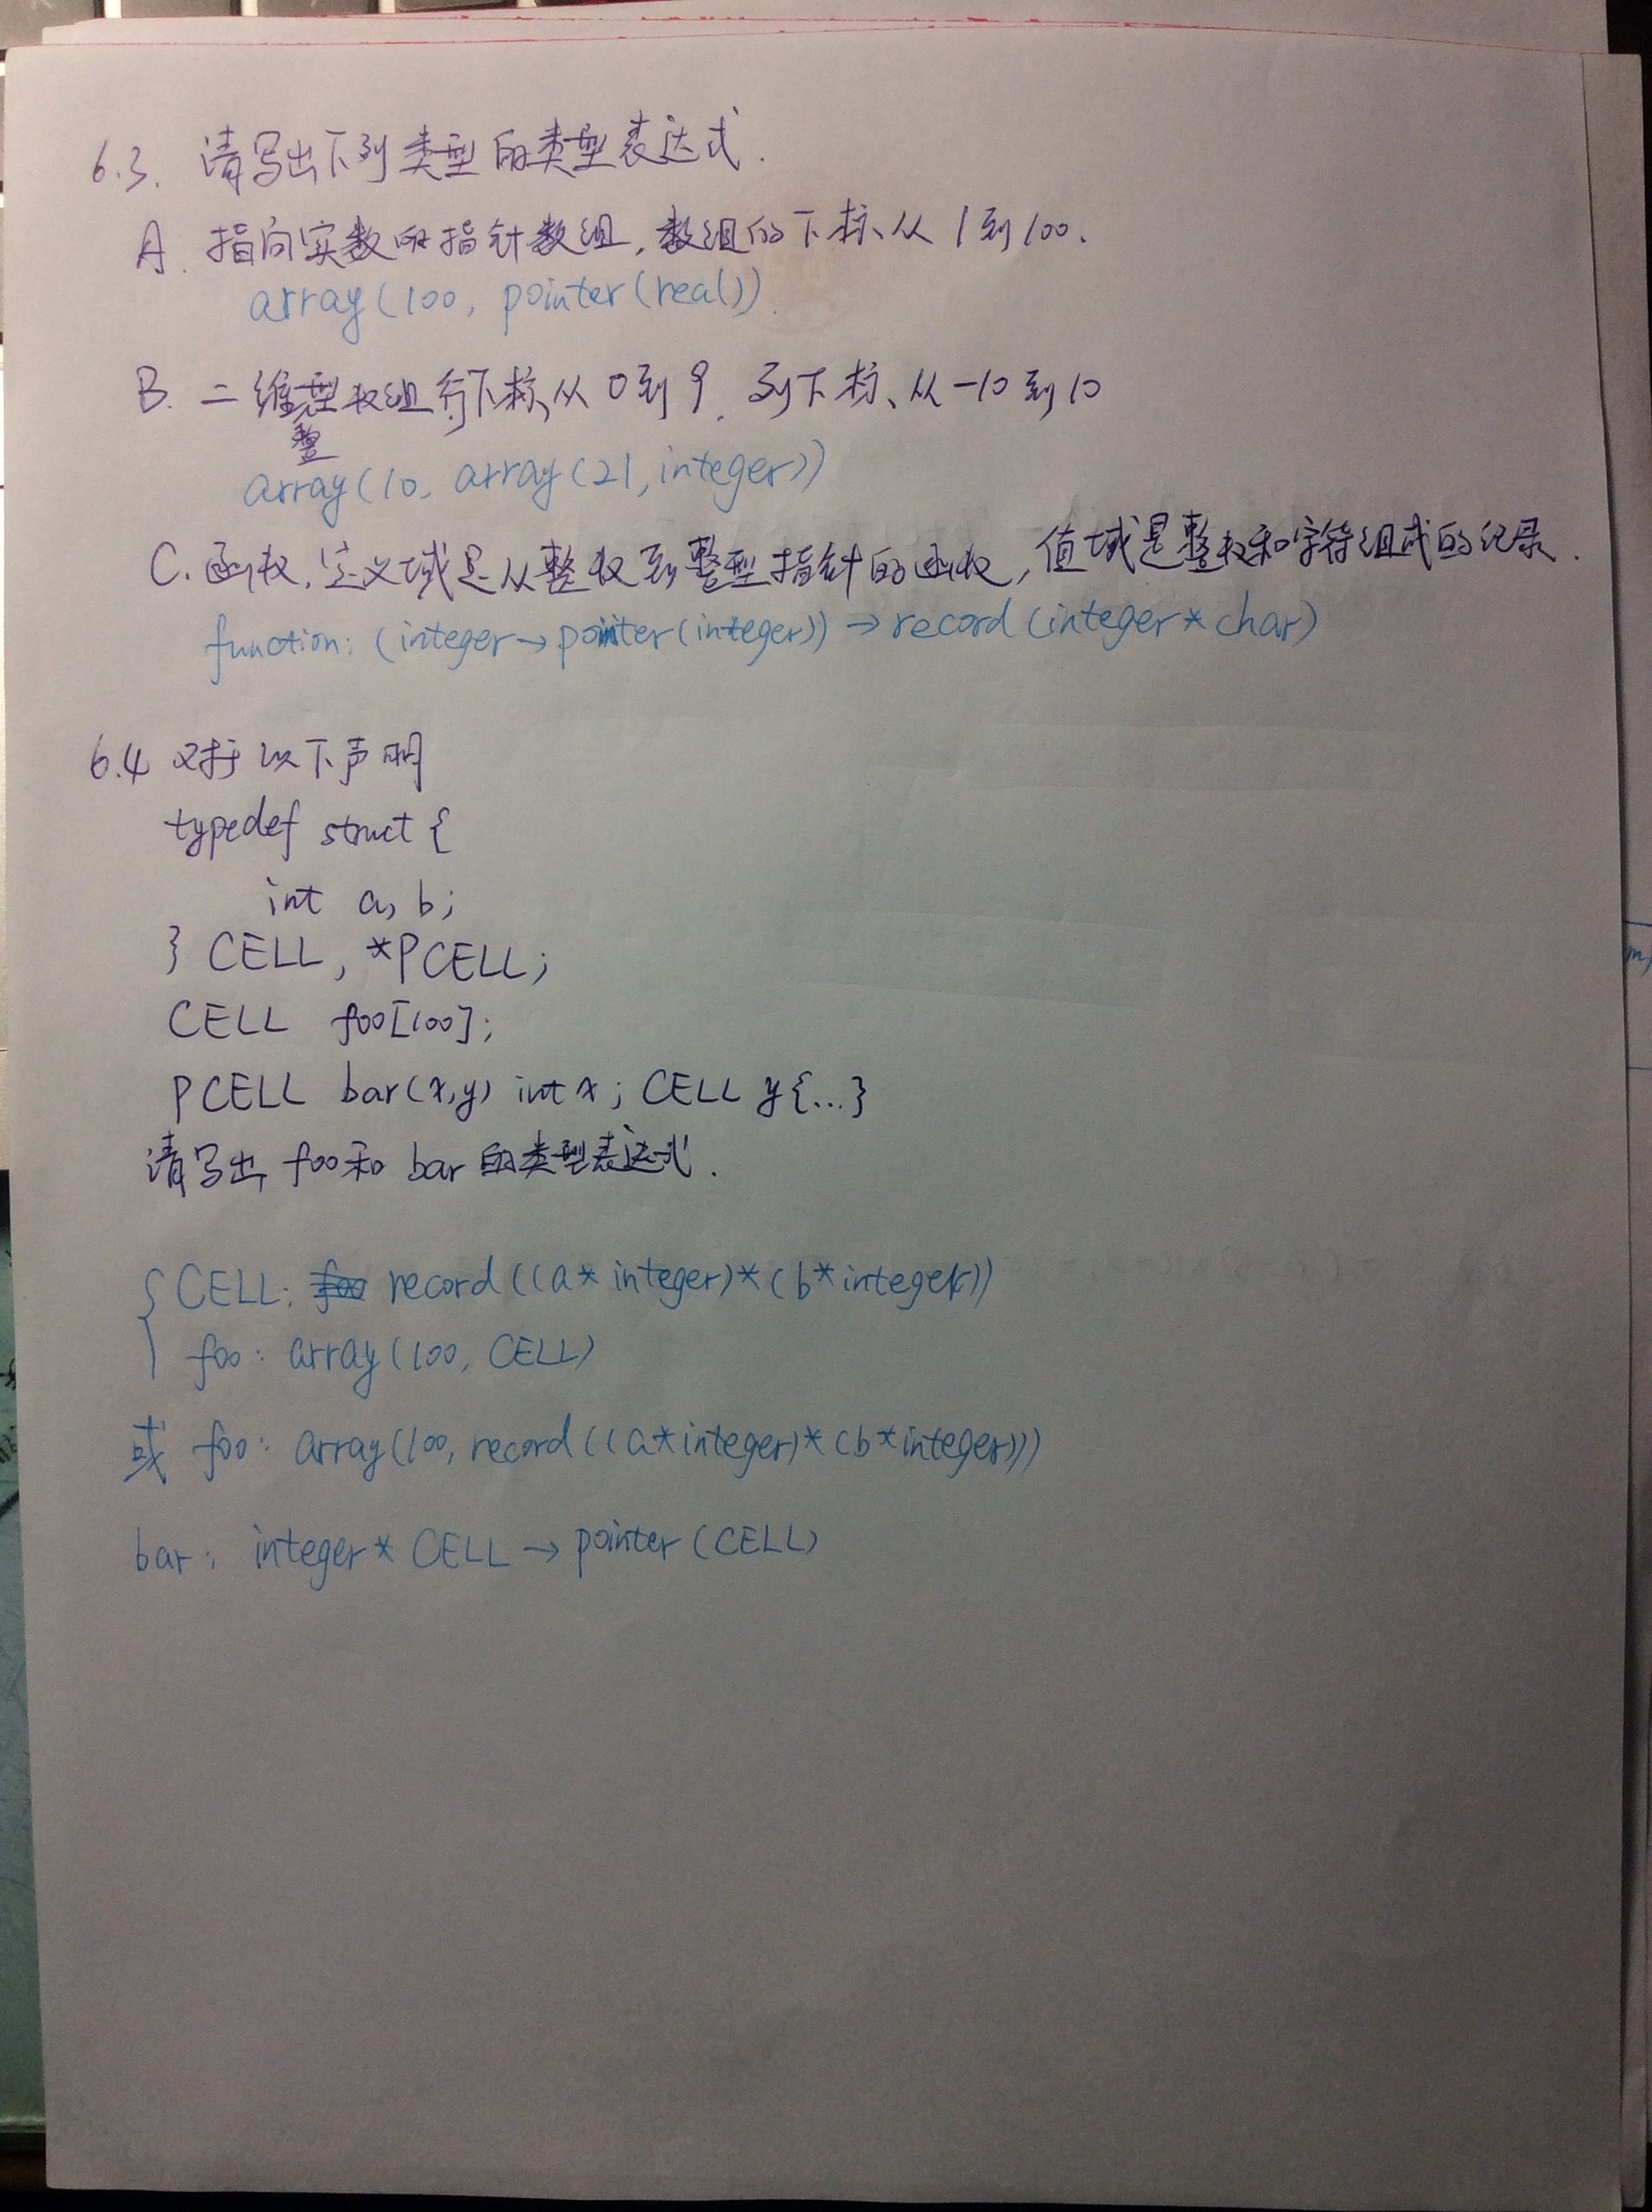 6.3. 请写出下列类型的类型表达式.
A. 指向实数的指针数组,数组的下标从1到100.
array(100, pointer(real))
B. 二维整型数组行下标从0到9, 列下标从-10到10
array(10, array(21, integer))
C. 函数,定义域是从整数到整型指针的函数,值域是整数和字符组成的纪录.
function: (integer→pointer(integer)) → record(integer*char)
6.4 对于以下声明
typedef struct {
int a, b;
} CELL, *PCELL;
CELL foo[100];
PCELL bar(x,y) int x; CELL y{...}
请写出 foo和 bar 的类型表达式.
CELL: record((a* integer)*(b*integer))
foo: array(100, CELL)
或 foo: array(100, record((a*integer)*(b*integer)))
bar: integer* CELL → pointer(CELL)